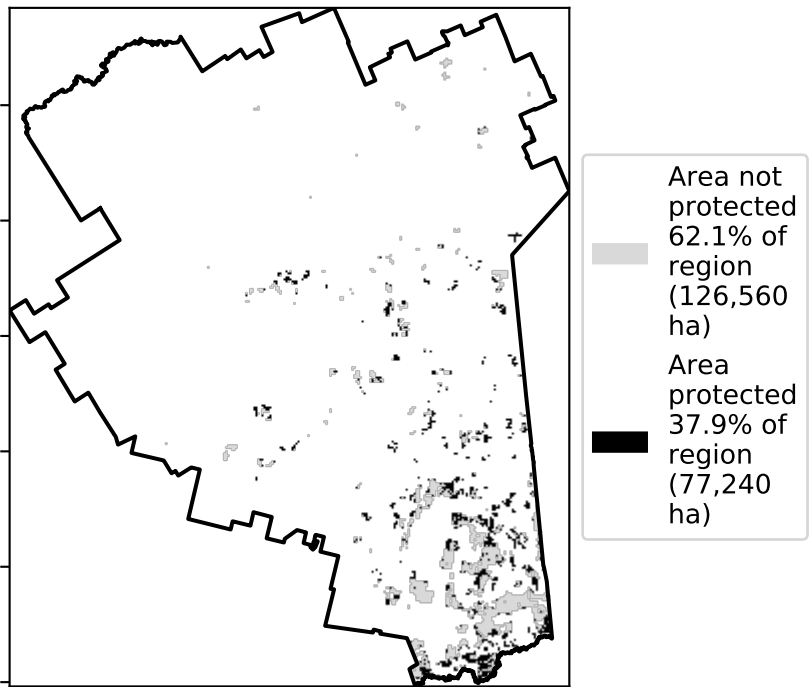 Area not
protected
62.1% of
region
(126,560
ha)
Area
protected
37.9% of
region
(77,240
ha)